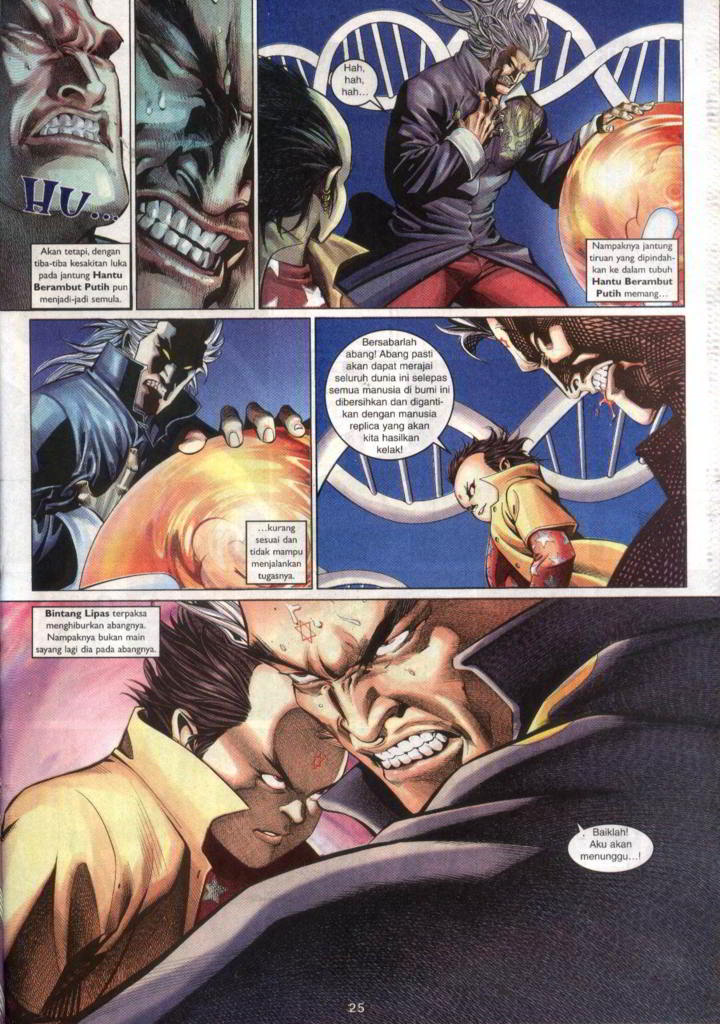 HU...
Akan tetapi, dengan
tiba-tiba kesakitan luka
pada jantung Hantu
Berambut Putih pun
menjadi-jadi semula.
Hah,
hah,
hah...
Nampaknya jantung
tiruan yang dipindah-
kan ke dalam tubuh
Hantu Berambut
Putih memang...
...kurang
sesuai dan
tidak mampu
menjalankan
tugasnya.
Bersabarlah
abang! Abang pasti
akan dapat merajai
seluruh dunia ini selepas
semua manusia di bumi ini
dibersihkan dan diganti-
kan dengan manusia
replica yang akan
kita hasilkan
kelak!
Bintang Lipas terpaksa
menghiburkan abangnya.
Nampaknya bukan main
sayang lagi dia pada abangnya.
Baiklah!
Aku akan
menunggu...!
25